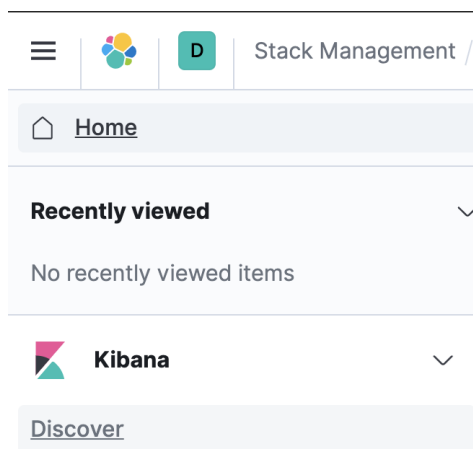 D Stack Management /
Home
Recently viewed
No recently viewed items
Kibana
Discover